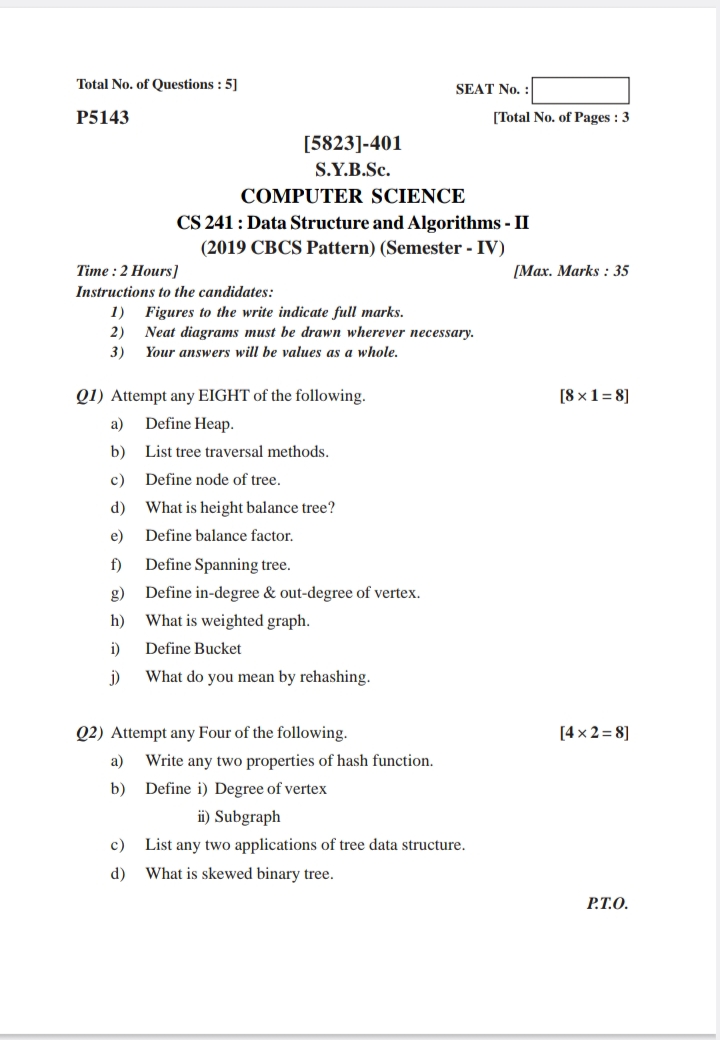 Total No. of Questions : 5]
SEAT No. :
P5143
[Total No. of Pages : 3
[5823]-401
S.Y.B.Sc.
COMPUTER SCIENCE
CS 241 : Data Structure and Algorithms - II
(2019 CBCS Pattern) (Semester - IV)
Time : 2 Hours]
[Max. Marks : 35
Instructions to the candidates:
1) Figures to the write indicate full marks.
2) Neat diagrams must be drawn wherever necessary.
3) Your answers will be values as a whole.
Q1) Attempt any EIGHT of the following. [8 × 1 = 8]
a) Define Heap.
b) List tree traversal methods.
c) Define node of tree.
d) What is height balance tree?
e) Define balance factor.
f) Define Spanning tree.
g) Define in-degree & out-degree of vertex.
h) What is weighted graph.
i) Define Bucket
j) What do you mean by rehashing.
Q2) Attempt any Four of the following. [4 × 2 = 8]
a) Write any two properties of hash function.
b) Define i) Degree of vertex
ii) Subgraph
c) List any two applications of tree data structure.
d) What is skewed binary tree.
P.T.O.